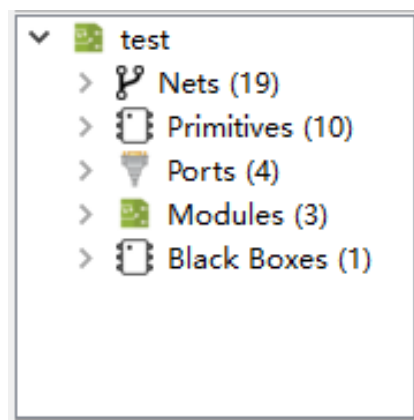 test
Nets (19)
Primitives (10)
Ports (4)
Modules (3)
Black Boxes (1)